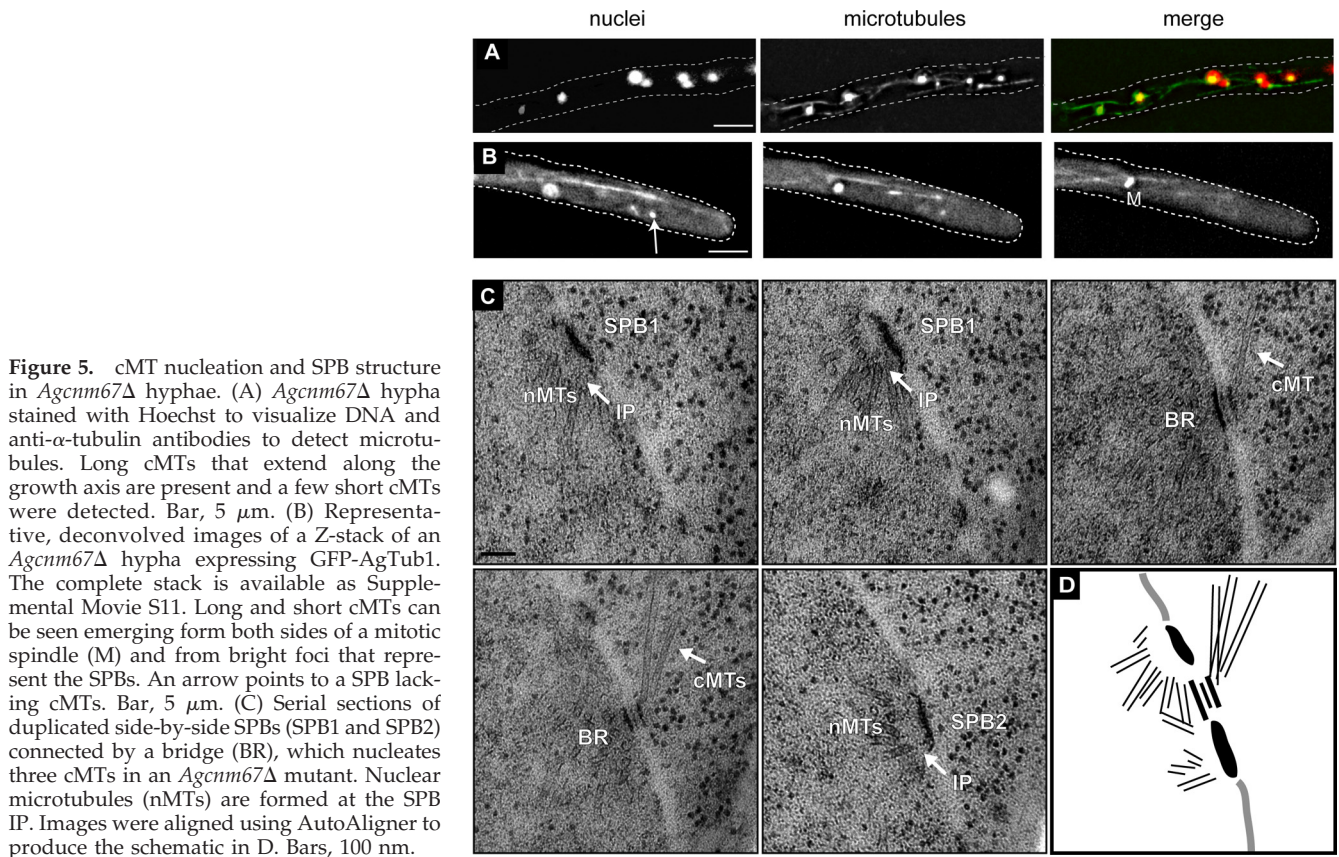 nuclei microtubules merge
A
B
M
C
SPB1
nMTs
IP
SPB1
IP
nMTs
cMT
BR
cMTs
BR
nMTs
SPB2
IP
D
Figure 5. cMT nucleation and SPB structure
in Agcnm67Δ hyphae. (A) Agcnm67Δ hypha
stained with Hoechst to visualize DNA and
anti-α-tubulin antibodies to detect microtu-
bules. Long cMTs that extend along the
growth axis are present and a few short cMTs
were detected. Bar, 5 μm. (B) Representa-
tive, deconvolved images of a Z-stack of an
Agcnm67Δ hypha expressing GFP-AgTub1.
The complete stack is available as Supple-
mental Movie S11. Long and short cMTs can
be seen emerging form both sides of a mitotic
spindle (M) and from bright foci that repre-
sent the SPBs. An arrow points to a SPB lack-
ing cMTs. Bar, 5 μm. (C) Serial sections of
duplicated side-by-side SPBs (SPB1 and SPB2)
connected by a bridge (BR), which nucleates
three cMTs in an Agcnm67Δ mutant. Nuclear
microtubules (nMTs) are formed at the SPB
IP. Images were aligned using AutoAligner to
produce the schematic in D. Bars, 100 nm.